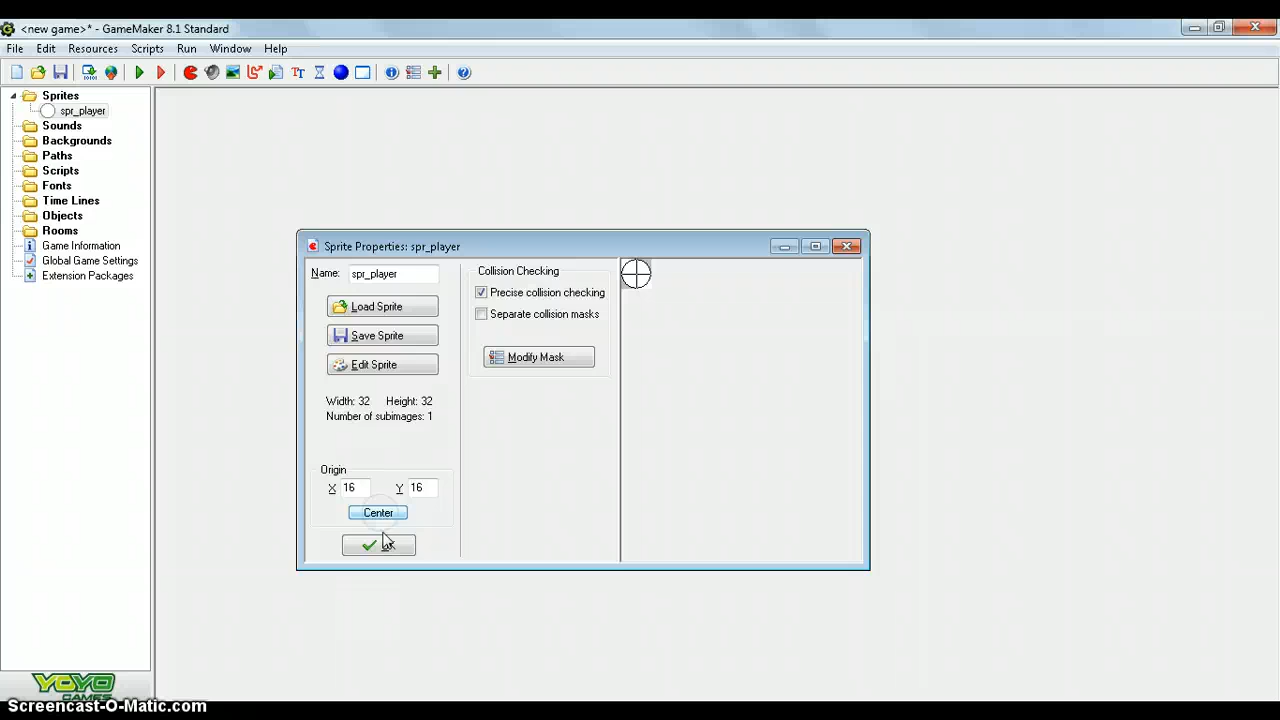 <new game>* - GameMaker 8.1 Standard
File Edit Resources Scripts Run Window Help
Sprites
spr_player
Sounds
Backgrounds
Paths
Scripts
Fonts
Time Lines
Objects
Rooms
Game Information
Global Game Settings
Extension Packages
Sprite Properties: spr_player
Name: spr_player
Load Sprite
Save Sprite
Edit Sprite
Width: 32 Height: 32
Number of subimages: 1
Origin
X 16 Y 16
Center
Collision Checking
Precise collision checking
Separate collision masks
Modify Mask
YOYO
GAMES
Screencast-O-Matic.com